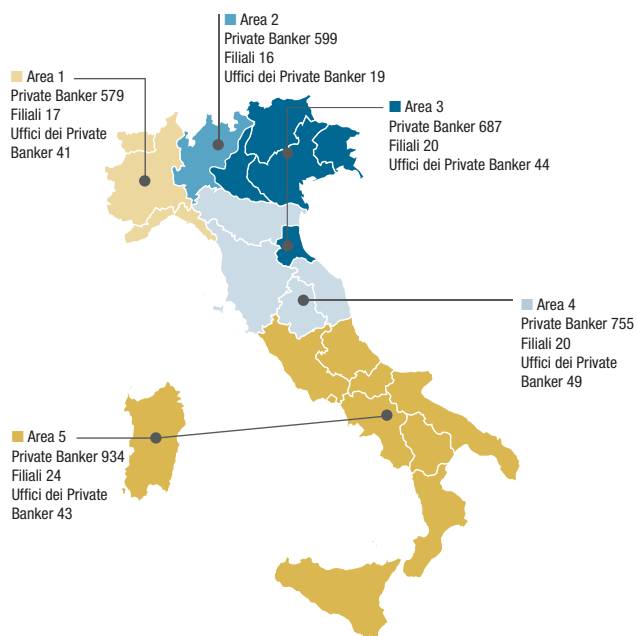 Area 2
Private Banker 599
Filiali 16
Uffici dei Private Banker 19
Area 1
Private Banker 579
Filiali 17
Uffici dei Private
Banker 41
Area 3
Private Banker 687
Filiali 20
Uffici dei Private Banker 44
Area 4
Private Banker 755
Filiali 20
Uffici dei Private
Banker 49
Area 5
Private Banker 934
Filiali 24
Uffici dei Private
Banker 43